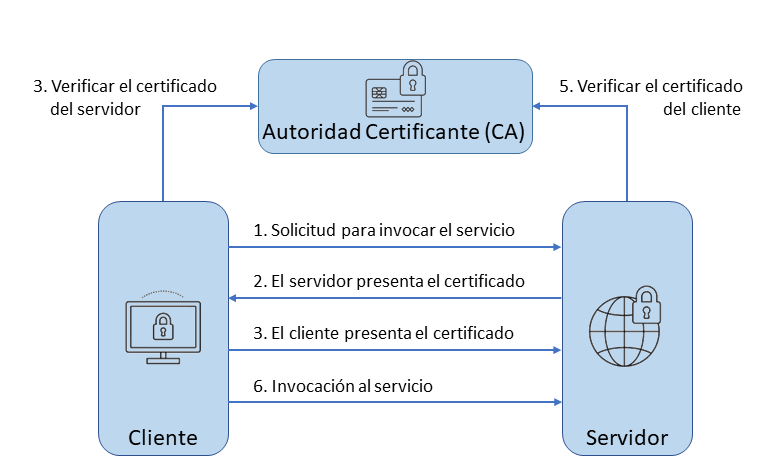 3. Verificar el certificado
del servidor
5. Verificar el certificado
del cliente
Autoridad Certificante (CA)
1. Solicitud para invocar el servicio
2. El servidor presenta el certificado
3. El cliente presenta el certificado
6. Invocación al servicio
Cliente
Servidor